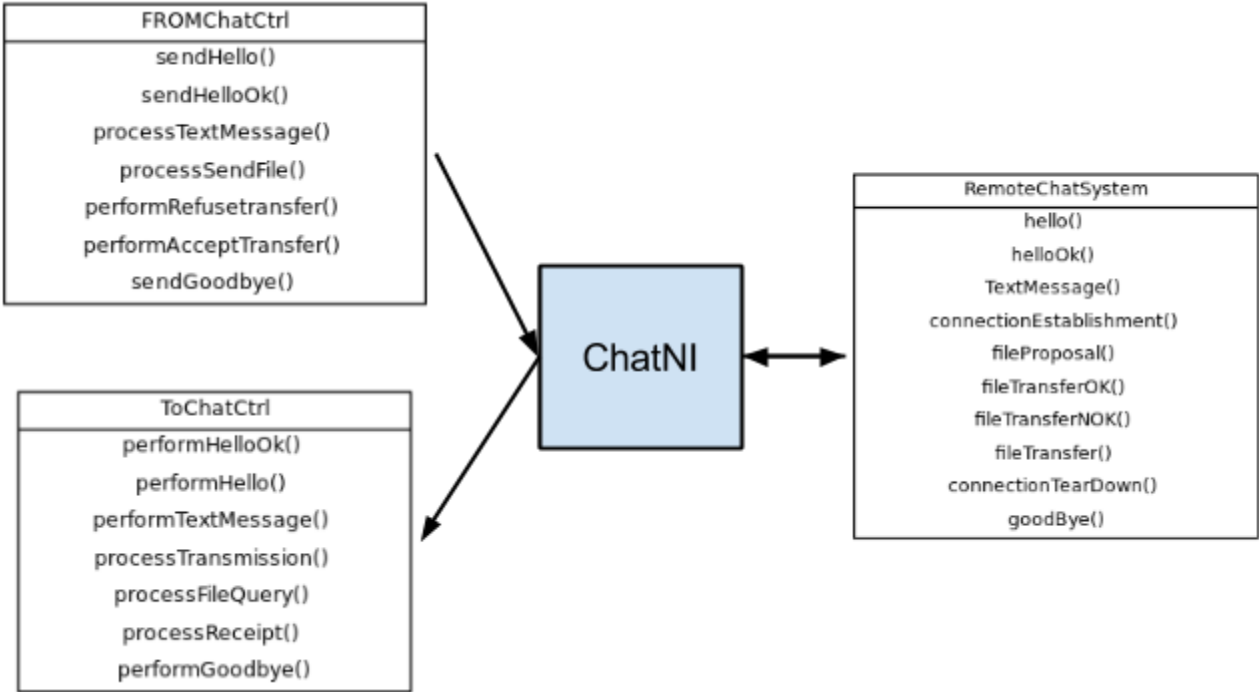 FROMChatCtrl
sendHello()
sendHelloOk()
processTextMessage()
processSendFile()
performRefusetransfer()
performAcceptTransfer()
sendGoodbye()
ToChatCtrl
performHelloOk()
performHello()
performTextMessage()
processTransmission()
processFileQuery()
processReceipt()
performGoodbye()
ChatNI
RemoteChatSystem
hello()
helloOk()
TextMessage()
connectionEstablishment()
fileProposal()
fileTransferOK()
fileTransferNOK()
fileTransfer()
connectionTearDown()
goodBye()